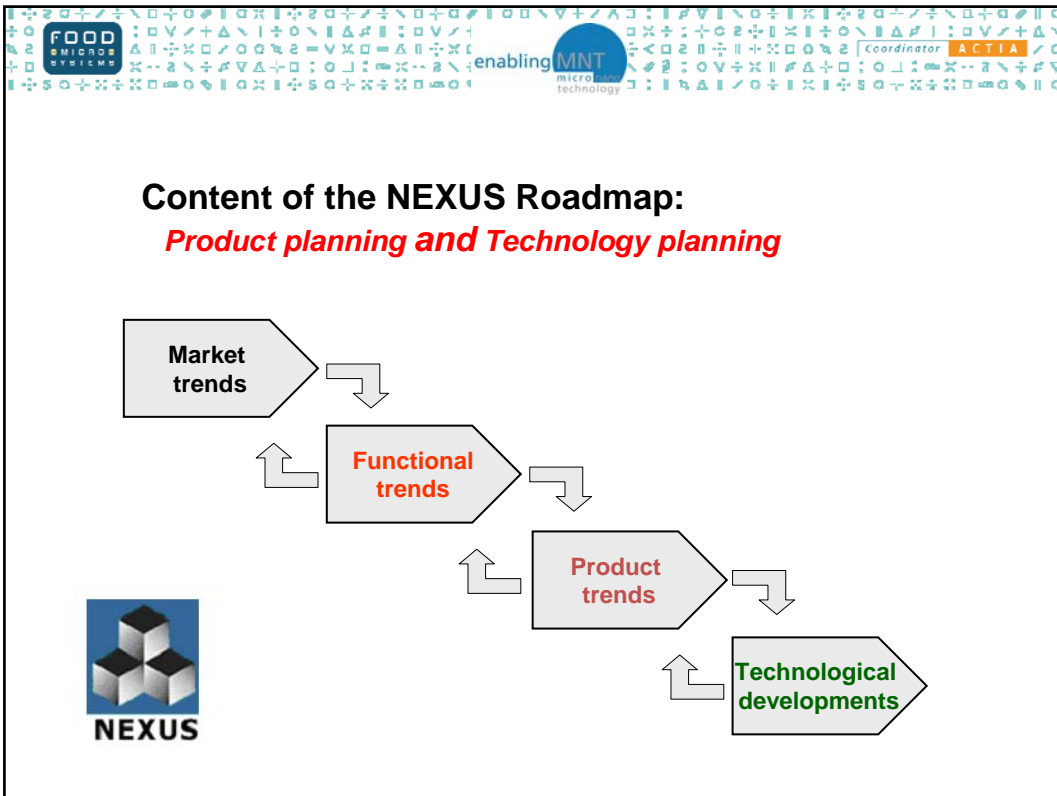 FOOD
MICROS
SYSTEMS
enabling MNT
micro nano
technology
Coordinator ACTIA
Content of the NEXUS Roadmap:
Product planning and Technology planning
Market
trends
Functional
trends
Product
trends
Technological
developments
NEXUS